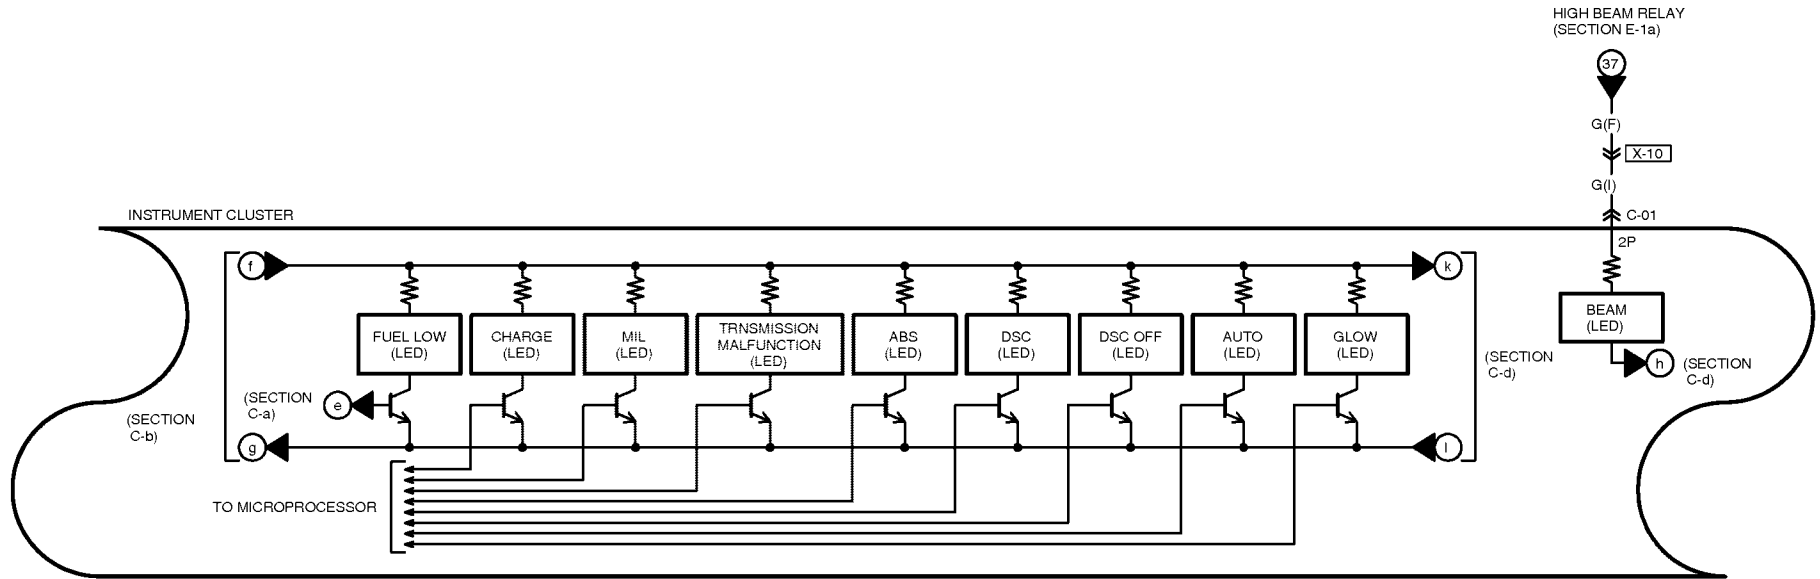 HIGH BEAM RELAY
(SECTION E-1a)
37
G(F)
X-10
G(I)
C-01
2P
INSTRUMENT CLUSTER
f
k
FUEL LOW
(LED)
CHARGE
(LED)
MIL
(LED)
TRNSMISSION
MALFUNCTION
(LED)
ABS
(LED)
DSC
(LED)
DSC OFF
(LED)
AUTO
(LED)
GLOW
(LED)
BEAM
(LED)
(SECTION
C-d)
h
(SECTION
C-d)
(SECTION
C-a)
e
(SECTION
C-b)
g
l
TO MICROPROCESSOR